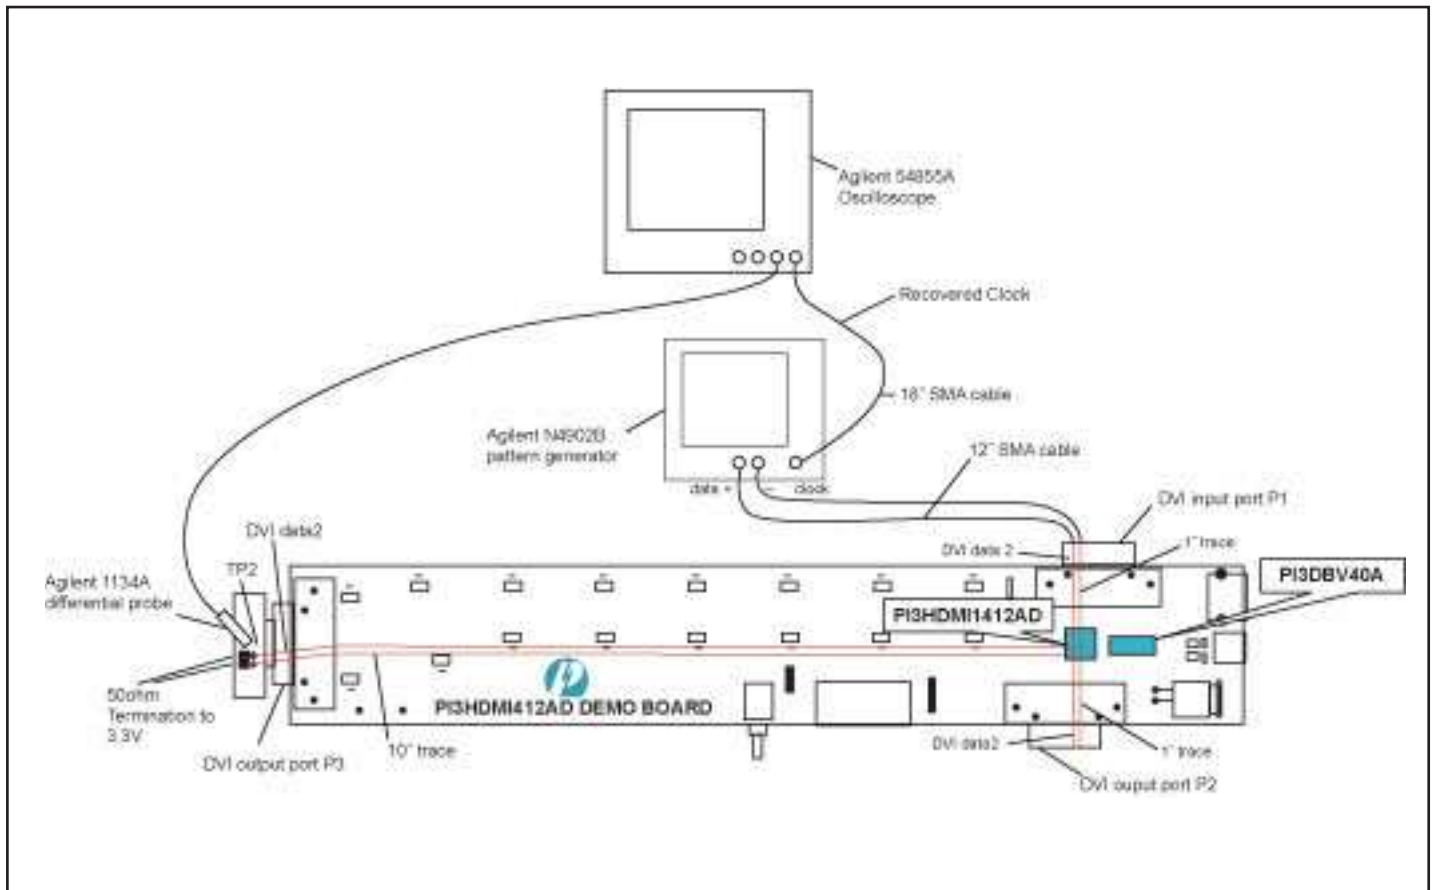 Agilent 54855A
Oscilloscope
Recovered Clock
18" SMA cable
Agilent N4902B
pattern generator
12" SMA cable
data +
–
clock
DVI input port P1
DVI data2
DVI data 2
1" trace
TP2
PI3DBV40A
Agilent 1134A
differential probe
PI3HDMI1412AD
50ohm
Termination to
3.3V
PI3HDMI412AD DEMO BOARD
10" trace
DVI data2
1" trace
DVI output port P3
DVI ouput port P2